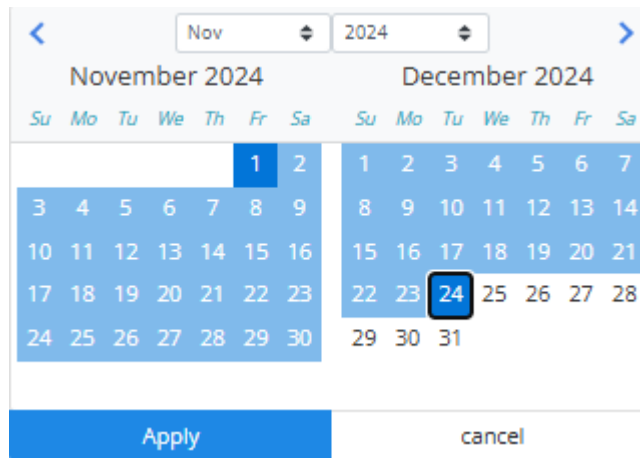 Nov 2024
November 2024 December 2024
Su Mo Tu We Th Fr Sa Su Mo Tu We Th Fr Sa
1 2 1 2 3 4 5 6 7
3 4 5 6 7 8 9 8 9 10 11 12 13 14
10 11 12 13 14 15 16 15 16 17 18 19 20 21
17 18 19 20 21 22 23 22 23 24 25 26 27 28
24 25 26 27 28 29 30 29 30 31
Apply cancel